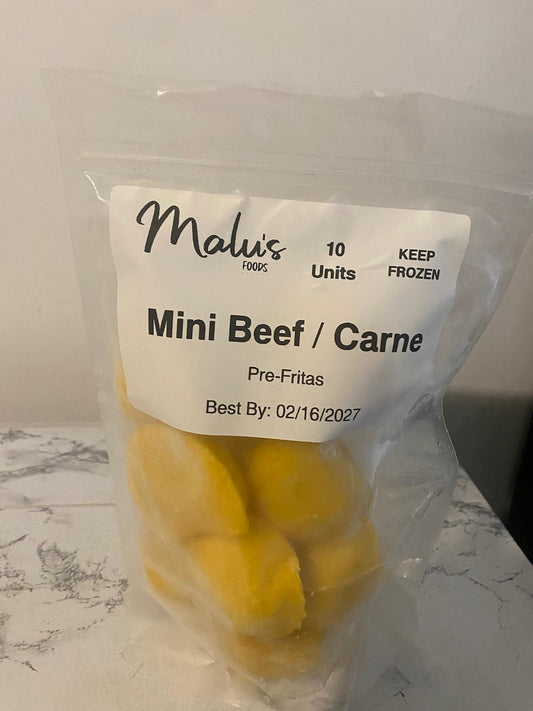 Malu's
FOODS
10
Units
KEEP
FROZEN
Mini Beef / Carne
Pre-Fritas
Best By: 02/16/2027